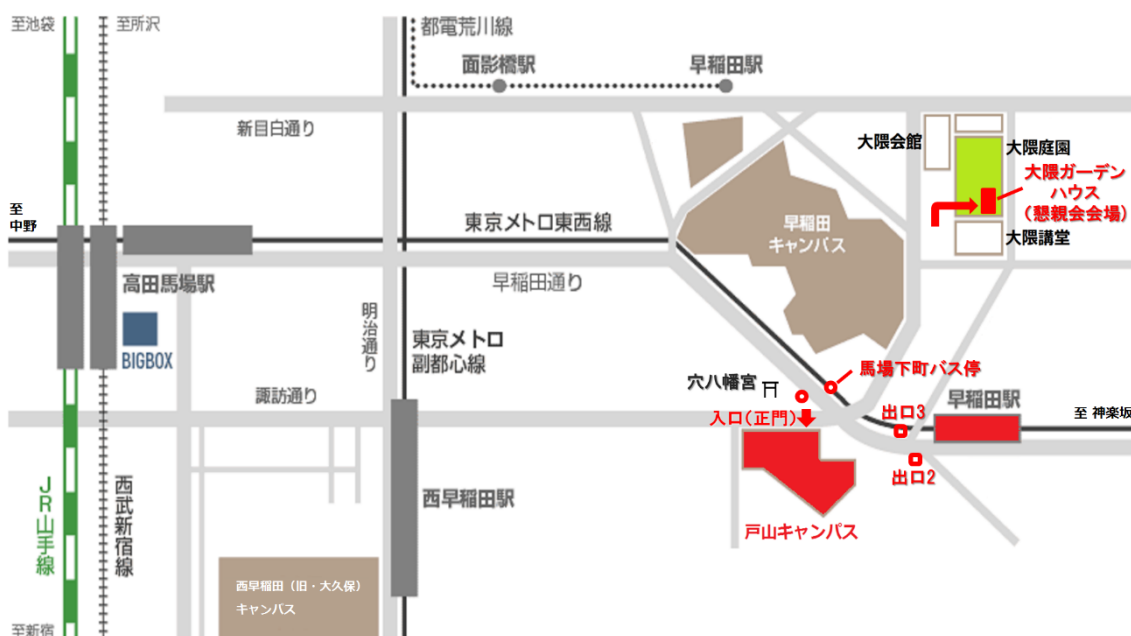 至池袋
至所沢
都電荒川線
面影橋駅
早稲田駅
新目白通り
大隈会館
大隈庭園
大隈ガーデン
ハウス
(懇親会会場)
大隈講堂
至
中野
東京メトロ東西線
早稲田
キャンパス
高田馬場駅
早稲田通り
BIGBOX
明治通り
東京メトロ
副都心線
馬場下町バス停
穴八幡宮
諏訪通り
入口(正門)
出口3
早稲田駅
至 神楽坂
出口2
JR山手線
西武新宿線
西早稲田駅
戸山キャンパス
西早稲田(旧・大久保)
キャンパス
至新宿